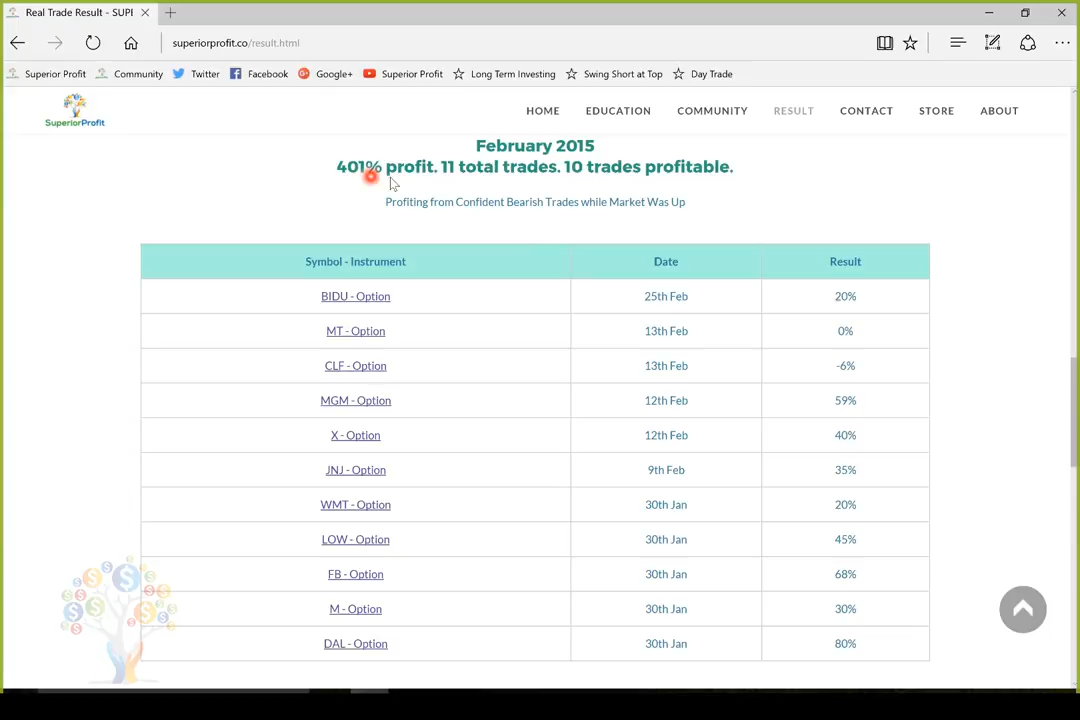 Real Trade Result - SUPE
superiorprofit.co/result.html
Superior Profit Community Twitter Facebook Google+ Superior Profit Long Term Investing Swing Short at Top Day Trade
SuperiorProfit
HOME EDUCATION COMMUNITY RESULT CONTACT STORE ABOUT
February 2015
401% profit. 11 total trades. 10 trades profitable.
Profiting from Confident Bearish Trades while Market Was Up
Symbol - Instrument Date Result
BIDU - Option 25th Feb 20%
MT - Option 13th Feb 0%
CLF - Option 13th Feb -6%
MGM - Option 12th Feb 59%
X - Option 12th Feb 40%
JNJ - Option 9th Feb 35%
WMT - Option 30th Jan 20%
LOW - Option 30th Jan 45%
FB - Option 30th Jan 68%
M - Option 30th Jan 30%
DAL - Option 30th Jan 80%